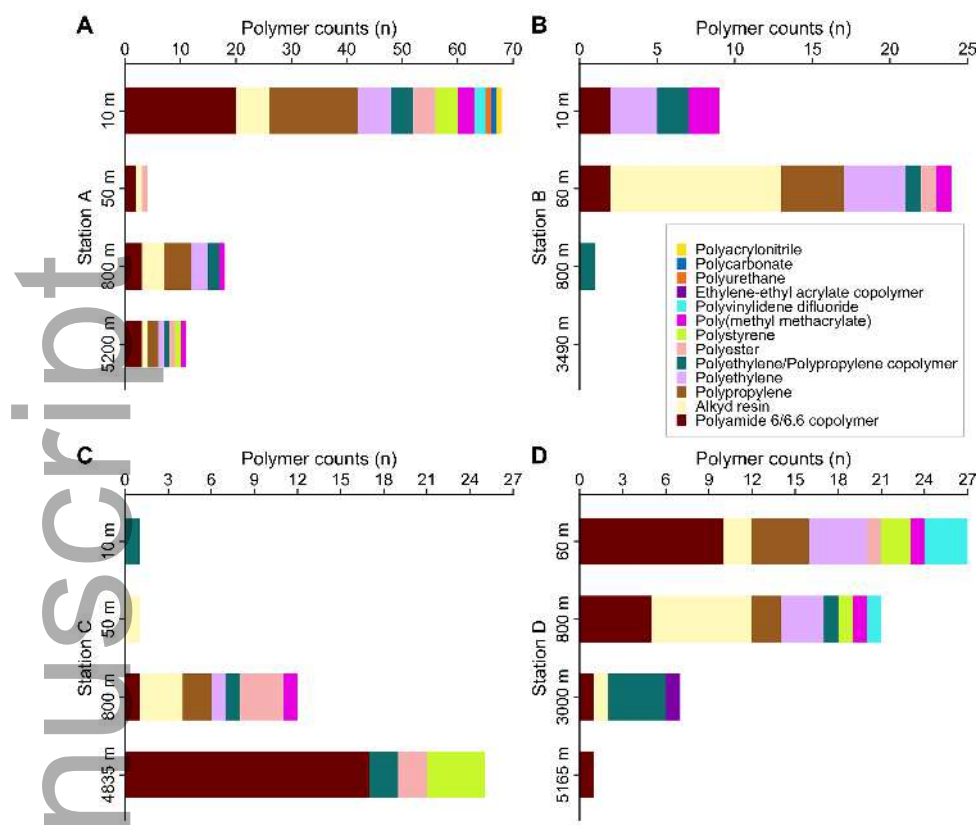 A
Polymer counts (n)
0 10 20 30 40 50 60 70
Station A
10 m
50 m
800 m
5200 m
B
Polymer counts (n)
0 5 10 15 20 25
Station B
10 m
60 m
800 m
3490 m
Polyacrylonitrile
Polycarbonate
Polyurethane
Ethylene-ethyl acrylate copolymer
Polyvinylidene difluoride
Poly(methyl methacrylate)
Polystyrene
Polyester
Polyethylene/Polypropylene copolymer
Polyethylene
Polypropylene
Alkyd resin
Polyamide 6/6.6 copolymer
C
Polymer counts (n)
0 3 6 9 12 15 18 21 24 27
Station C
10 m
50 m
800 m
4835 m
D
Polymer counts (n)
0 3 6 9 12 15 18 21 24 27
Station D
60 m
800 m
3000 m
5165 m
nuscript